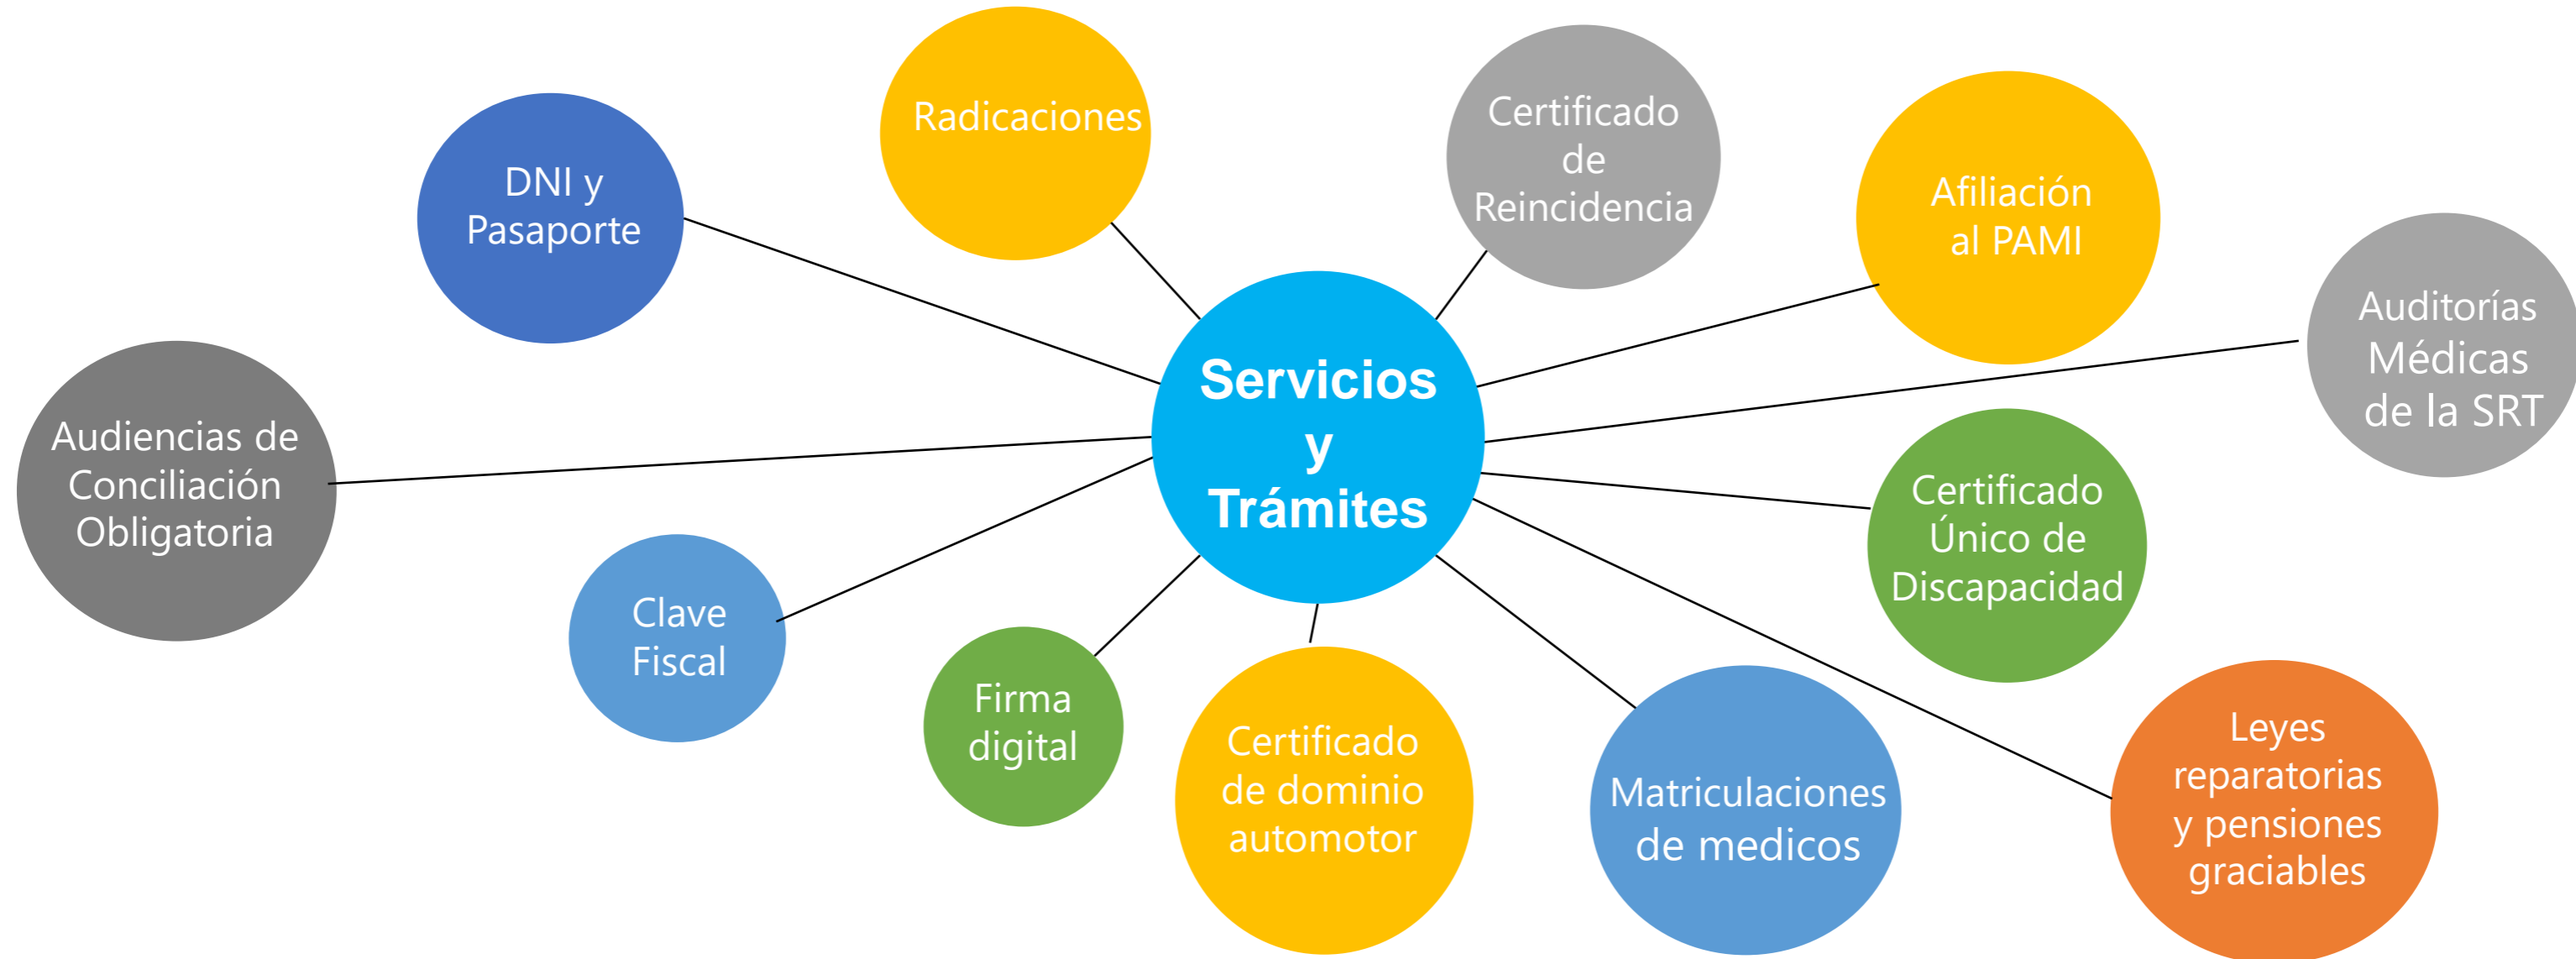 Radicaciones
Certificado
de
Reincidencia
DNI y
Pasaporte
Afiliación
al PAMI
Auditorías
Médicas
de la SRT
Servicios
y
Trámites
Audiencias de
Conciliación
Obligatoria
Certificado
Único de
Discapacidad
Clave
Fiscal
Firma
digital
Certificado
de dominio
automotor
Matriculaciones
de medicos
Leyes
reparatorias
y pensiones
graciables